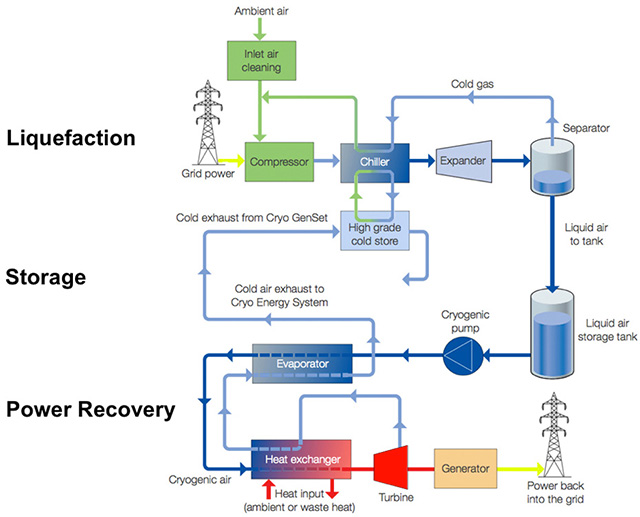 Ambient air
Inlet air
cleaning
Cold gas
Separator
Liquefaction
Grid power
Compressor
Chiller
Expander
Cold exhaust from Cryo GenSet
High grade
cold store
Liquid air
to tank
Storage
Cold air exhaust to
Cryo Energy System
Cryogenic
pump
Liquid air
storage tank
Evaporator
Power Recovery
Heat exchanger
Generator
Cryogenic air
Heat input
(ambient or waste heat)
Turbine
Power back
into the grid